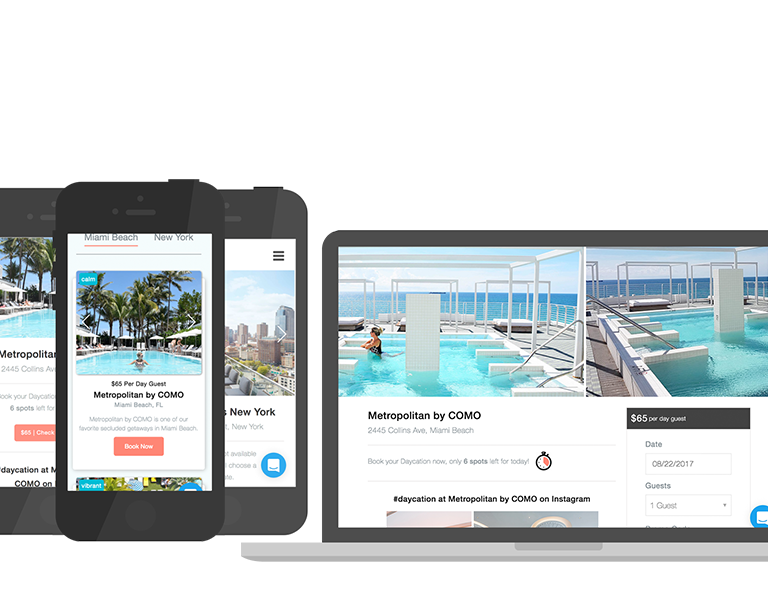 Metropolitan
2445 Collins Ave
Book your Daycation
6 spots left for
$65 | Check
#daycation at M
COMO on
Miami Beach
New York
calm
$65 Per Day Guest
Metropolitan by COMO
Miami Beach, FL
Metropolitan by COMO is one of our
favorite secluded getaways in Miami Beach.
Book Now
vibrant
s New York
t, New York
of available
choose a
Metropolitan by COMO
2445 Collins Ave, Miami Beach
Book your Daycation now, only 6 spots left for today!
#daycation at Metropolitan by COMO on Instagram
$65 per day guest
Date
08/22/2017
Guests
1 Guest